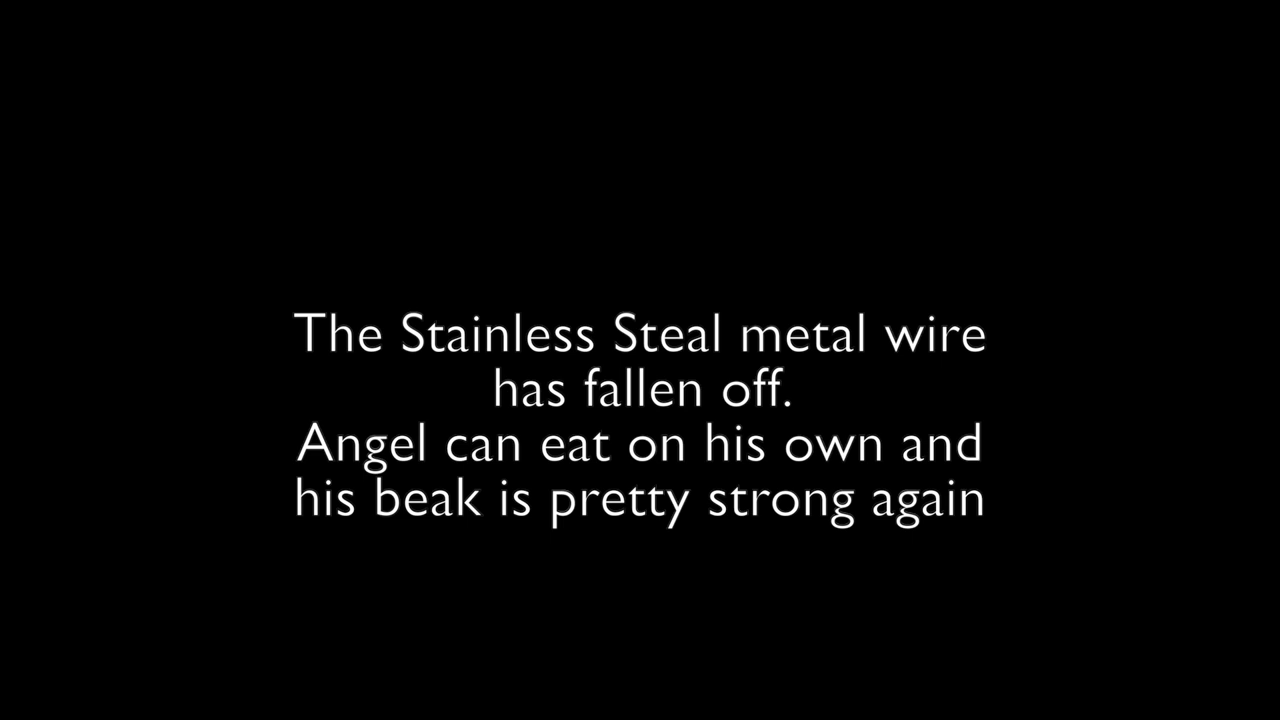 The Stainless Steal metal wire
has fallen off.
Angel can eat on his own and
his beak is pretty strong again